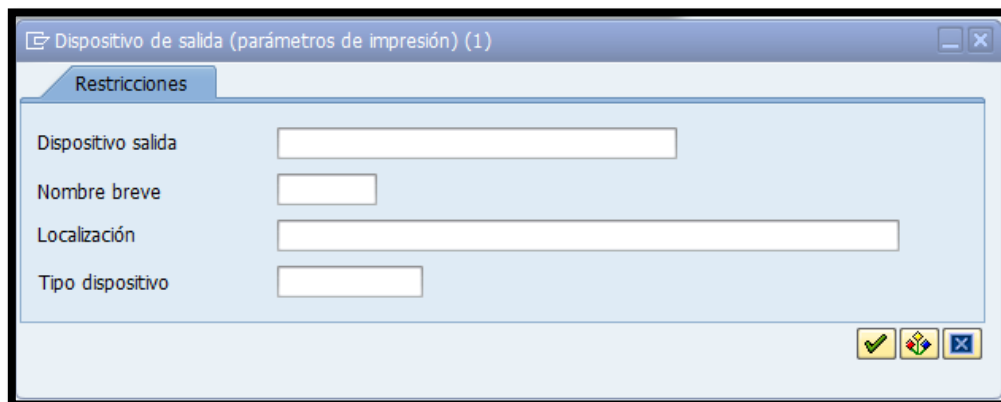 Dispositivo de salida (parámetros de impresión) (1)
Restricciones
Dispositivo salida
Nombre breve
Localización
Tipo dispositivo